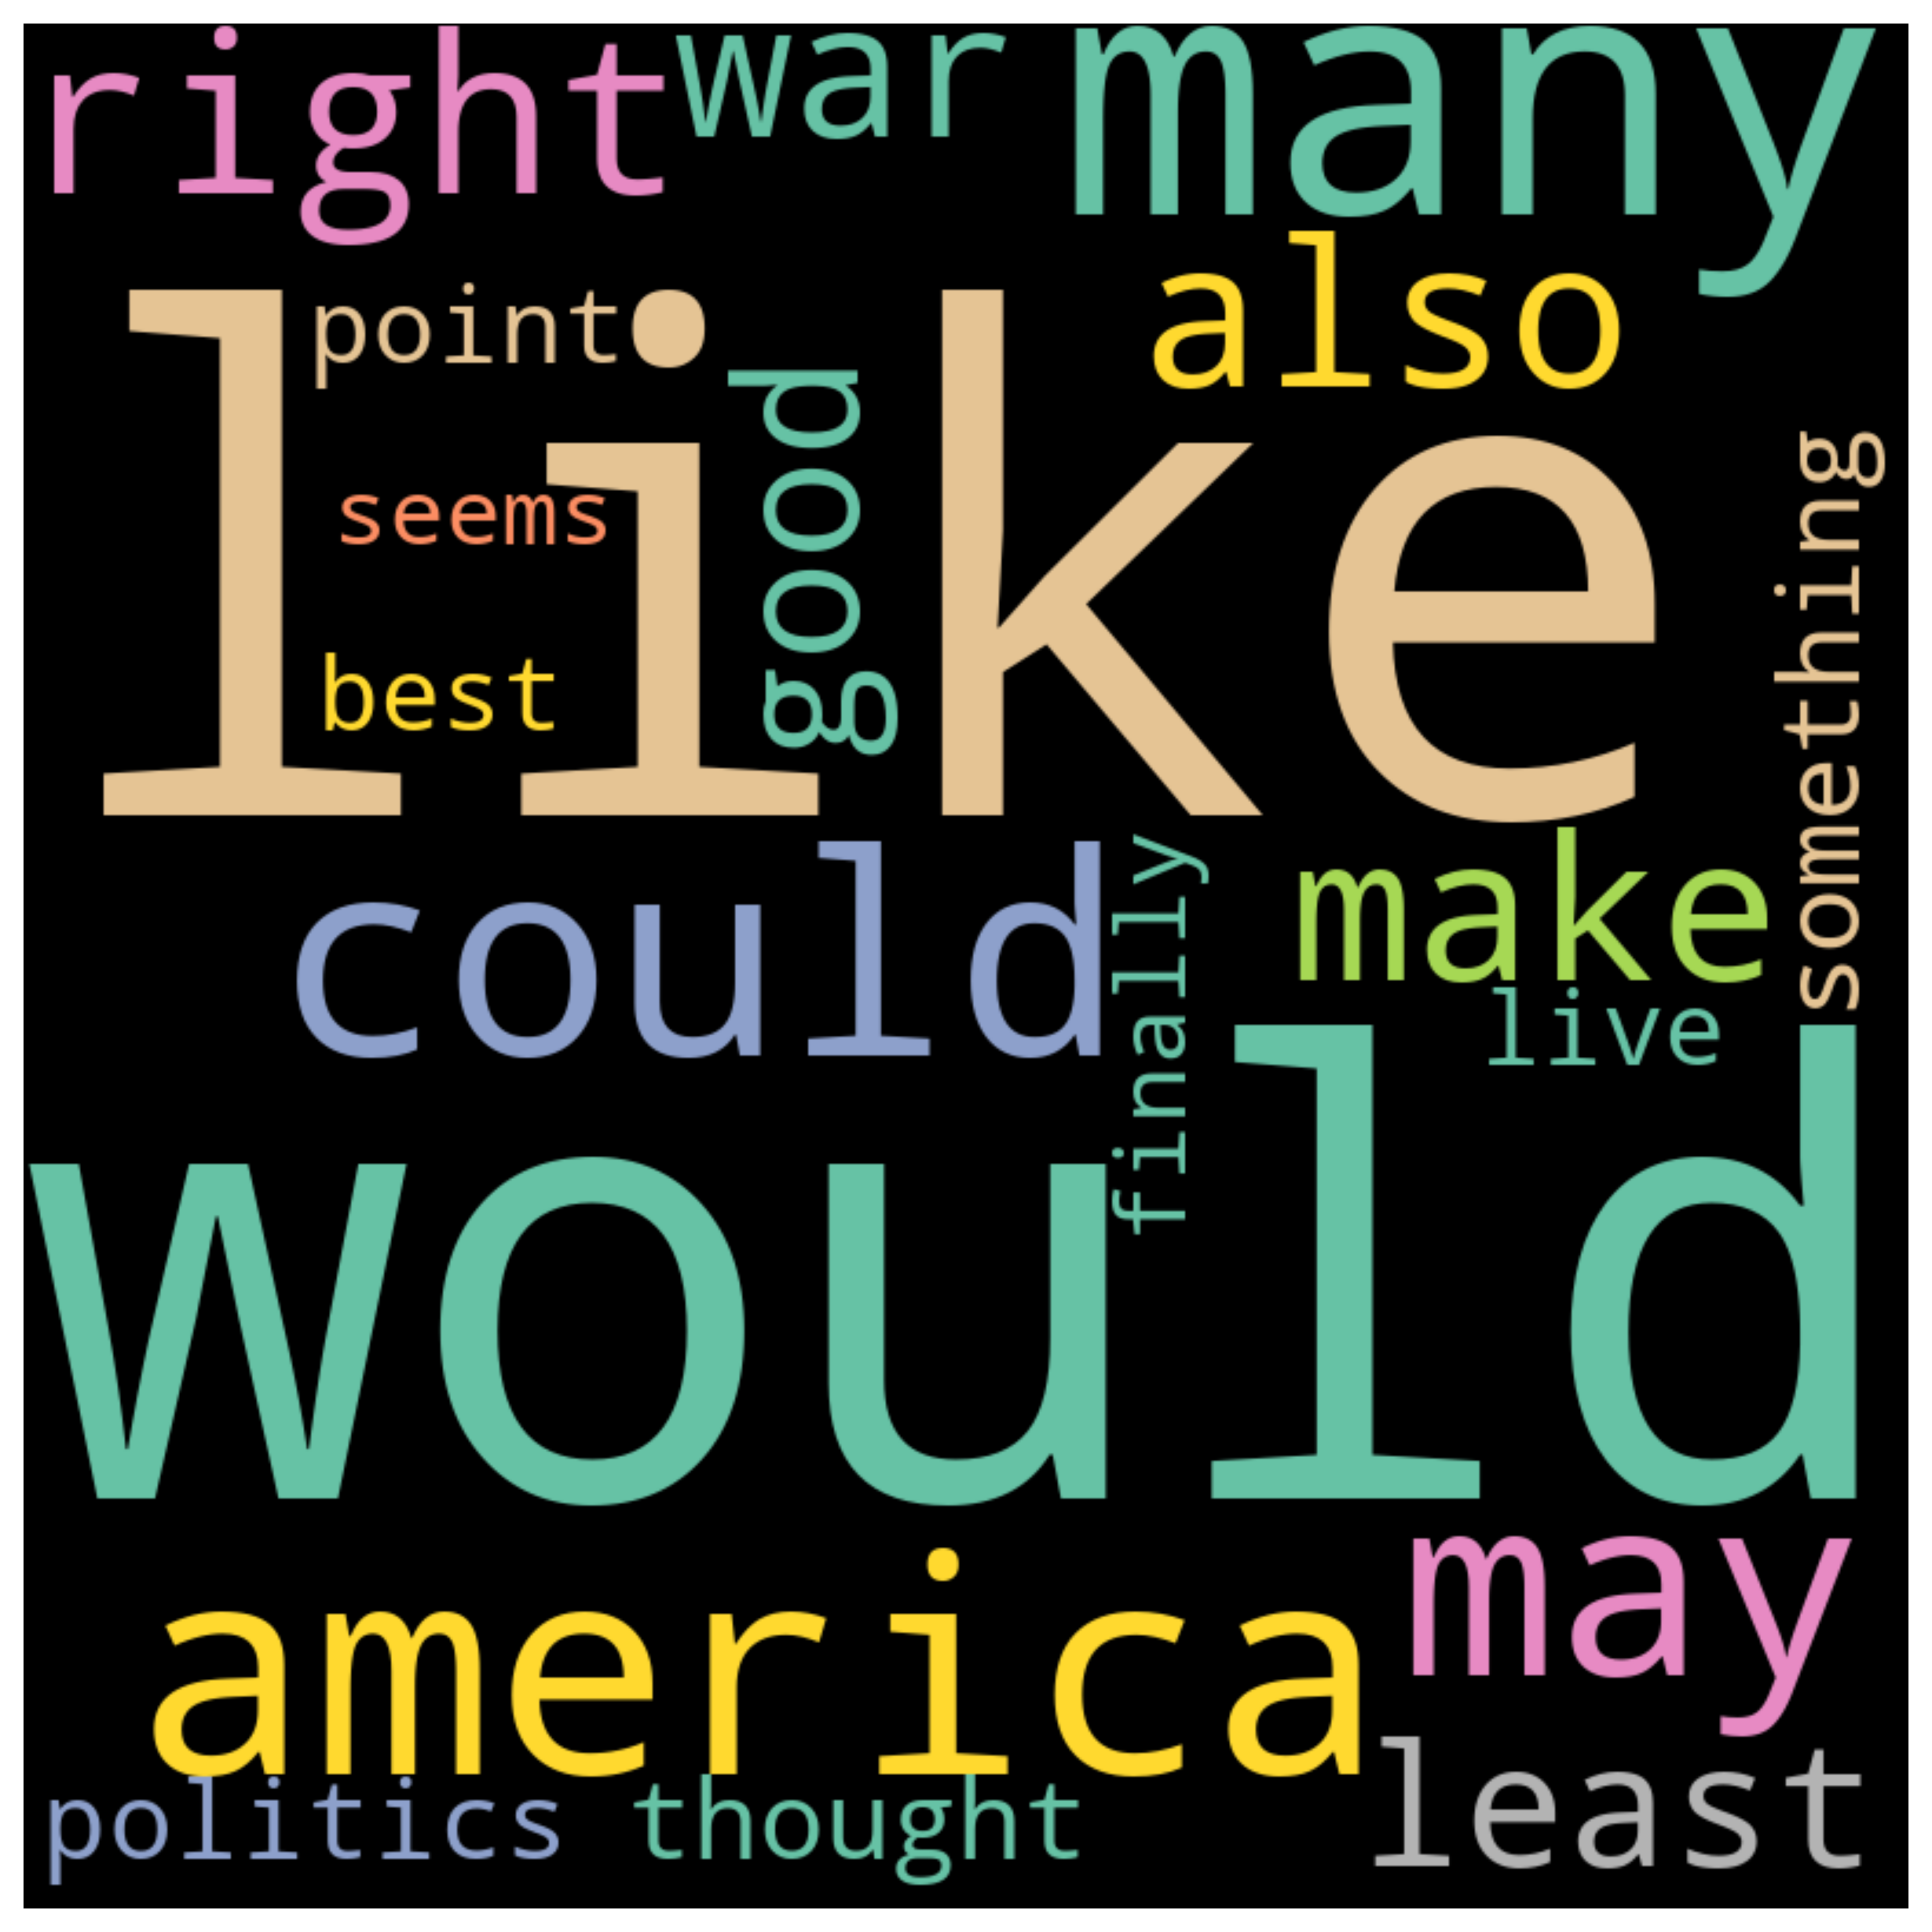 right war many
point also
like
good
seems
something
best
could finally make
live
would
america may
least
politics thought